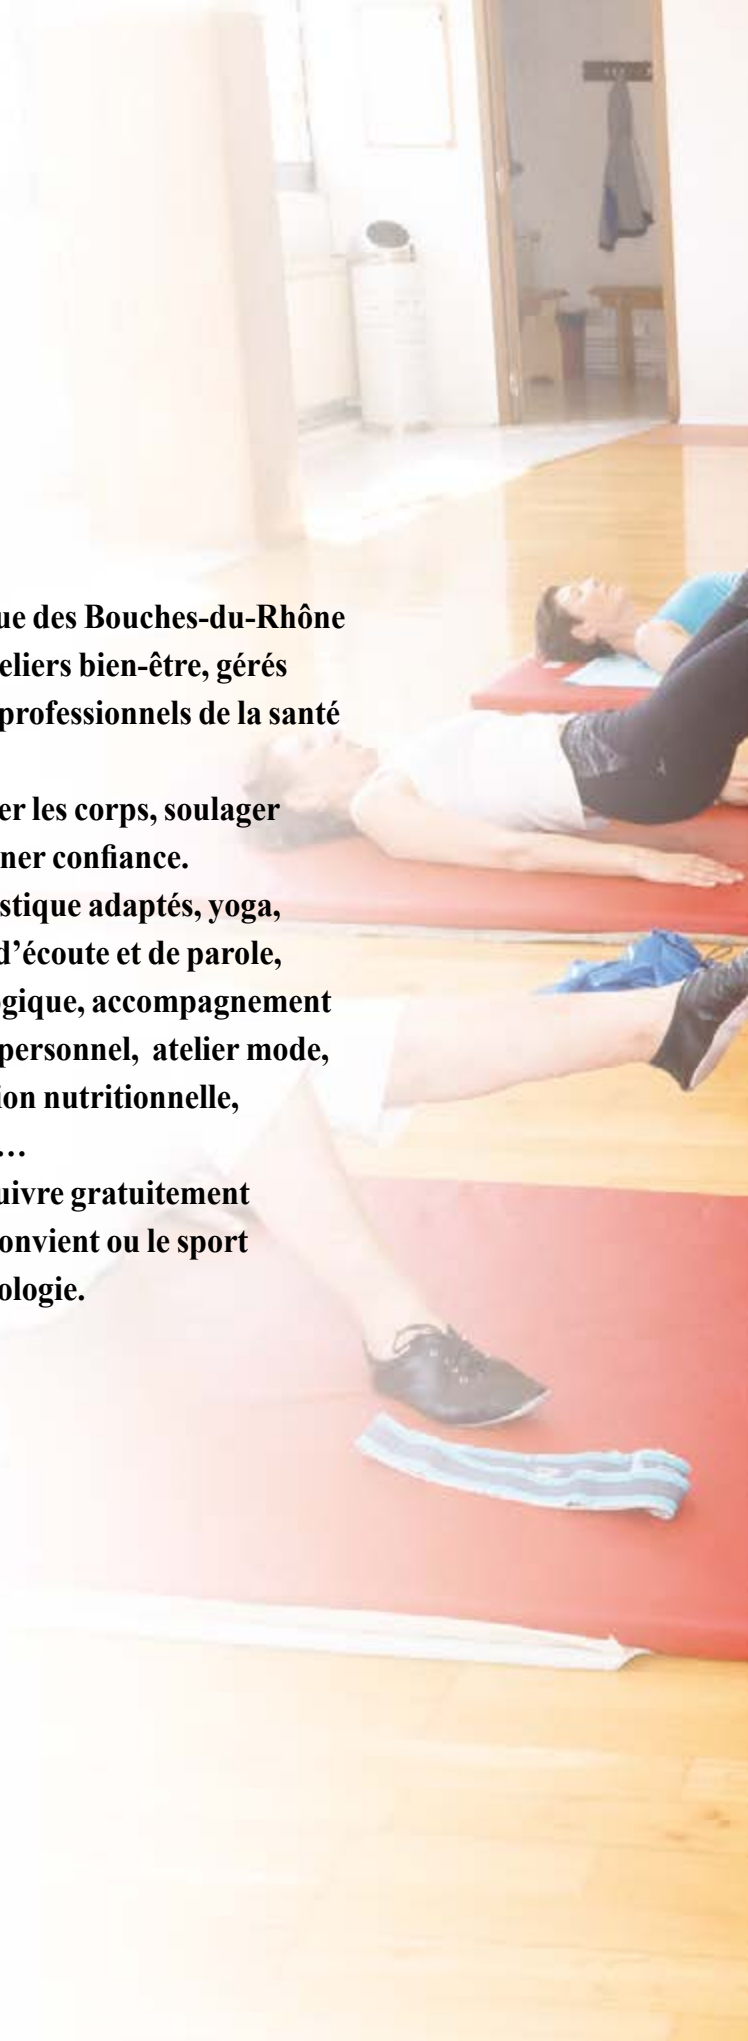 ue des Bouches-du-Rhône
eliers bien-être, gérés
professionnels de la santé
er les corps, soulager
ner confiance.
stique adaptés, yoga,
d’écoute et de parole,
ogique, accompagnement
personnel, atelier mode,
ion nutritionnelle,
…
uivre gratuitement
onvient ou le sport
ologie.